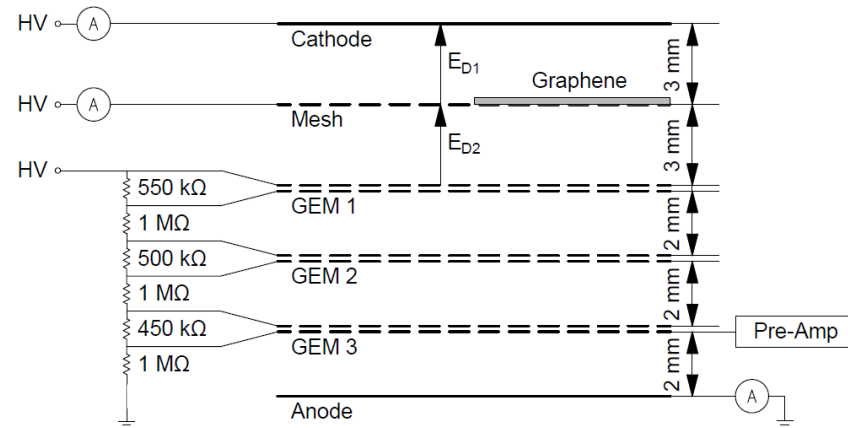 HV
A
Cathode
E_D1
Graphene
3 mm
HV
A
Mesh
E_D2
3 mm
HV
550 kΩ
GEM 1
1 MΩ
2 mm
500 kΩ
GEM 2
1 MΩ
2 mm
450 kΩ
GEM 3
Pre-Amp
1 MΩ
2 mm
A
Anode